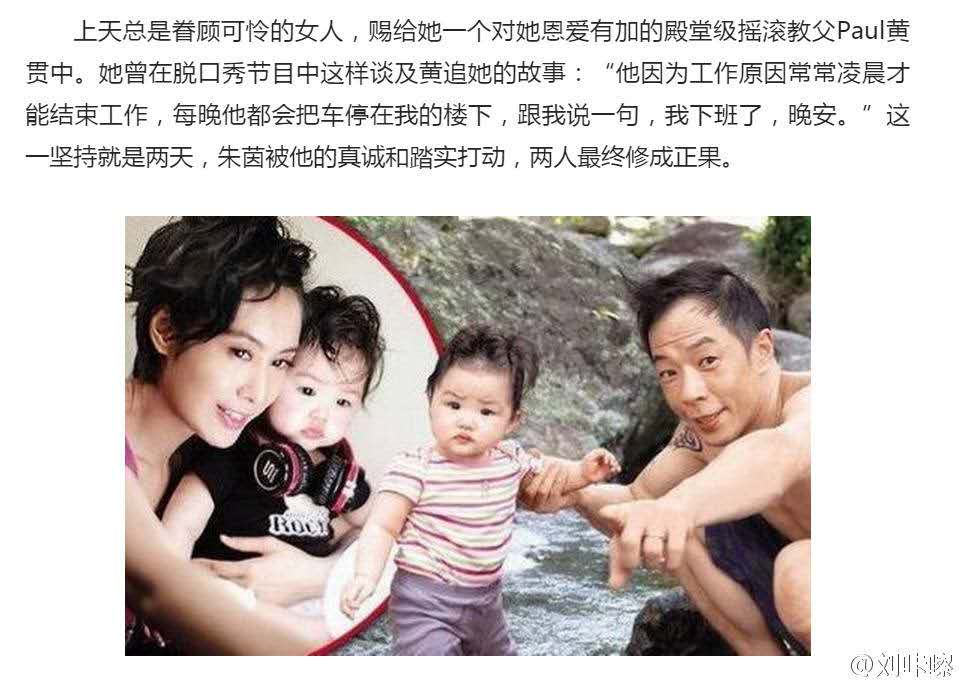 上天总是眷顾可怜的女人，赐给她一个对她恩爱有加的殿堂级摇滚教父Paul黄
贯中。她曾在脱口秀节目中这样谈及黄追她的故事：“他因为工作原因常常凌晨才
能结束工作，每晚他都会把车停在我的楼下，跟我说一句，我下班了，晚安。”这
一坚持就是两天，朱茵被他的真诚和踏实打动，两人最终修成正果。
ROCK
@刘咔嚓